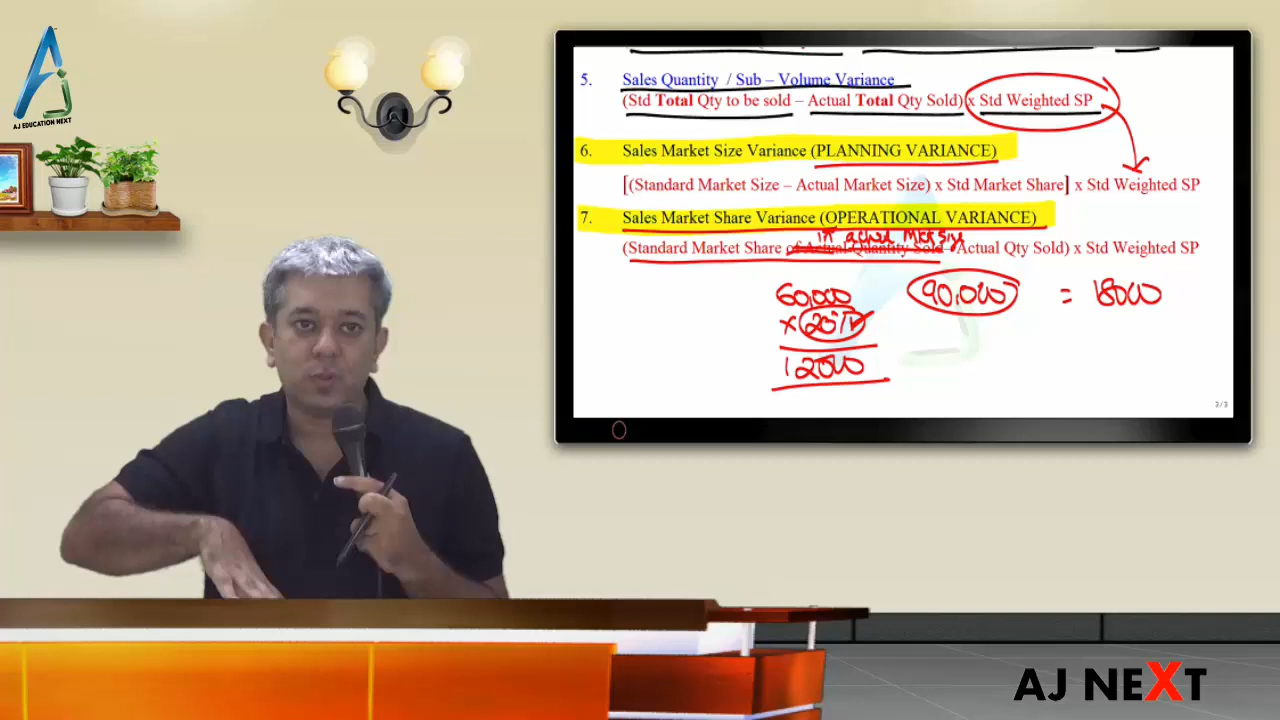 AJ EDUCATION NEXT
5. Sales Quantity / Sub – Volume Variance
(Std Total Qty to be sold – Actual Total Qty Sold) x Std Weighted SP
6. Sales Market Size Variance (PLANNING VARIANCE)
[(Standard Market Size – Actual Market Size) x Std Market Share] x Std Weighted SP
7. Sales Market Share Variance (OPERATIONAL VARIANCE)
in actual Mkt size
(Standard Market Share of Actual Quantity Sold – Actual Qty Sold) x Std Weighted SP
60,000 90,000 = 18000
x 20%
12000
3/3
AJ NEXT